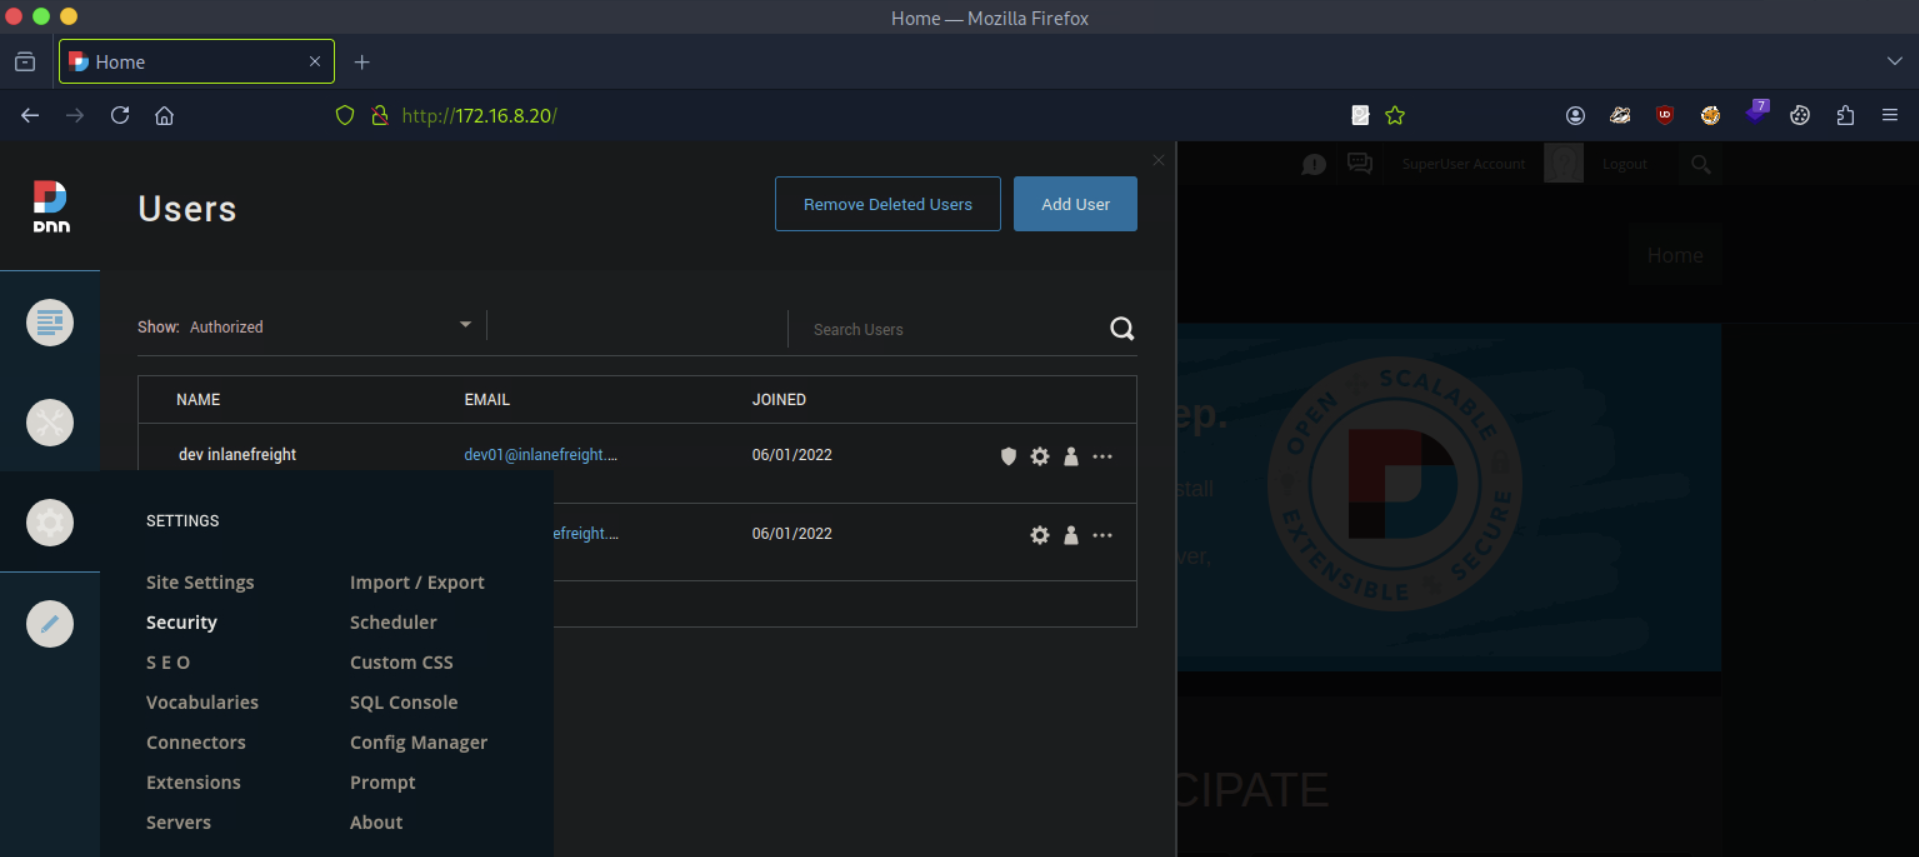 Home — Mozilla Firefox
Home
http://172.16.8.20/
7
SuperUser Account
Logout
DNN
Users
Remove Deleted Users
Add User
Home
Show: Authorized
Search Users
NAME EMAIL JOINED
dev inlanefreight dev01@inlanefreight.... 06/01/2022
efreight.... 06/01/2022
SETTINGS
Site Settings Import / Export
Security Scheduler
S E O Custom CSS
Vocabularies SQL Console
Connectors Config Manager
Extensions Prompt
Servers About
ep.
stall
ver,
OPEN SCALABLE
EXTENSIBLE SECURE
CIPATE